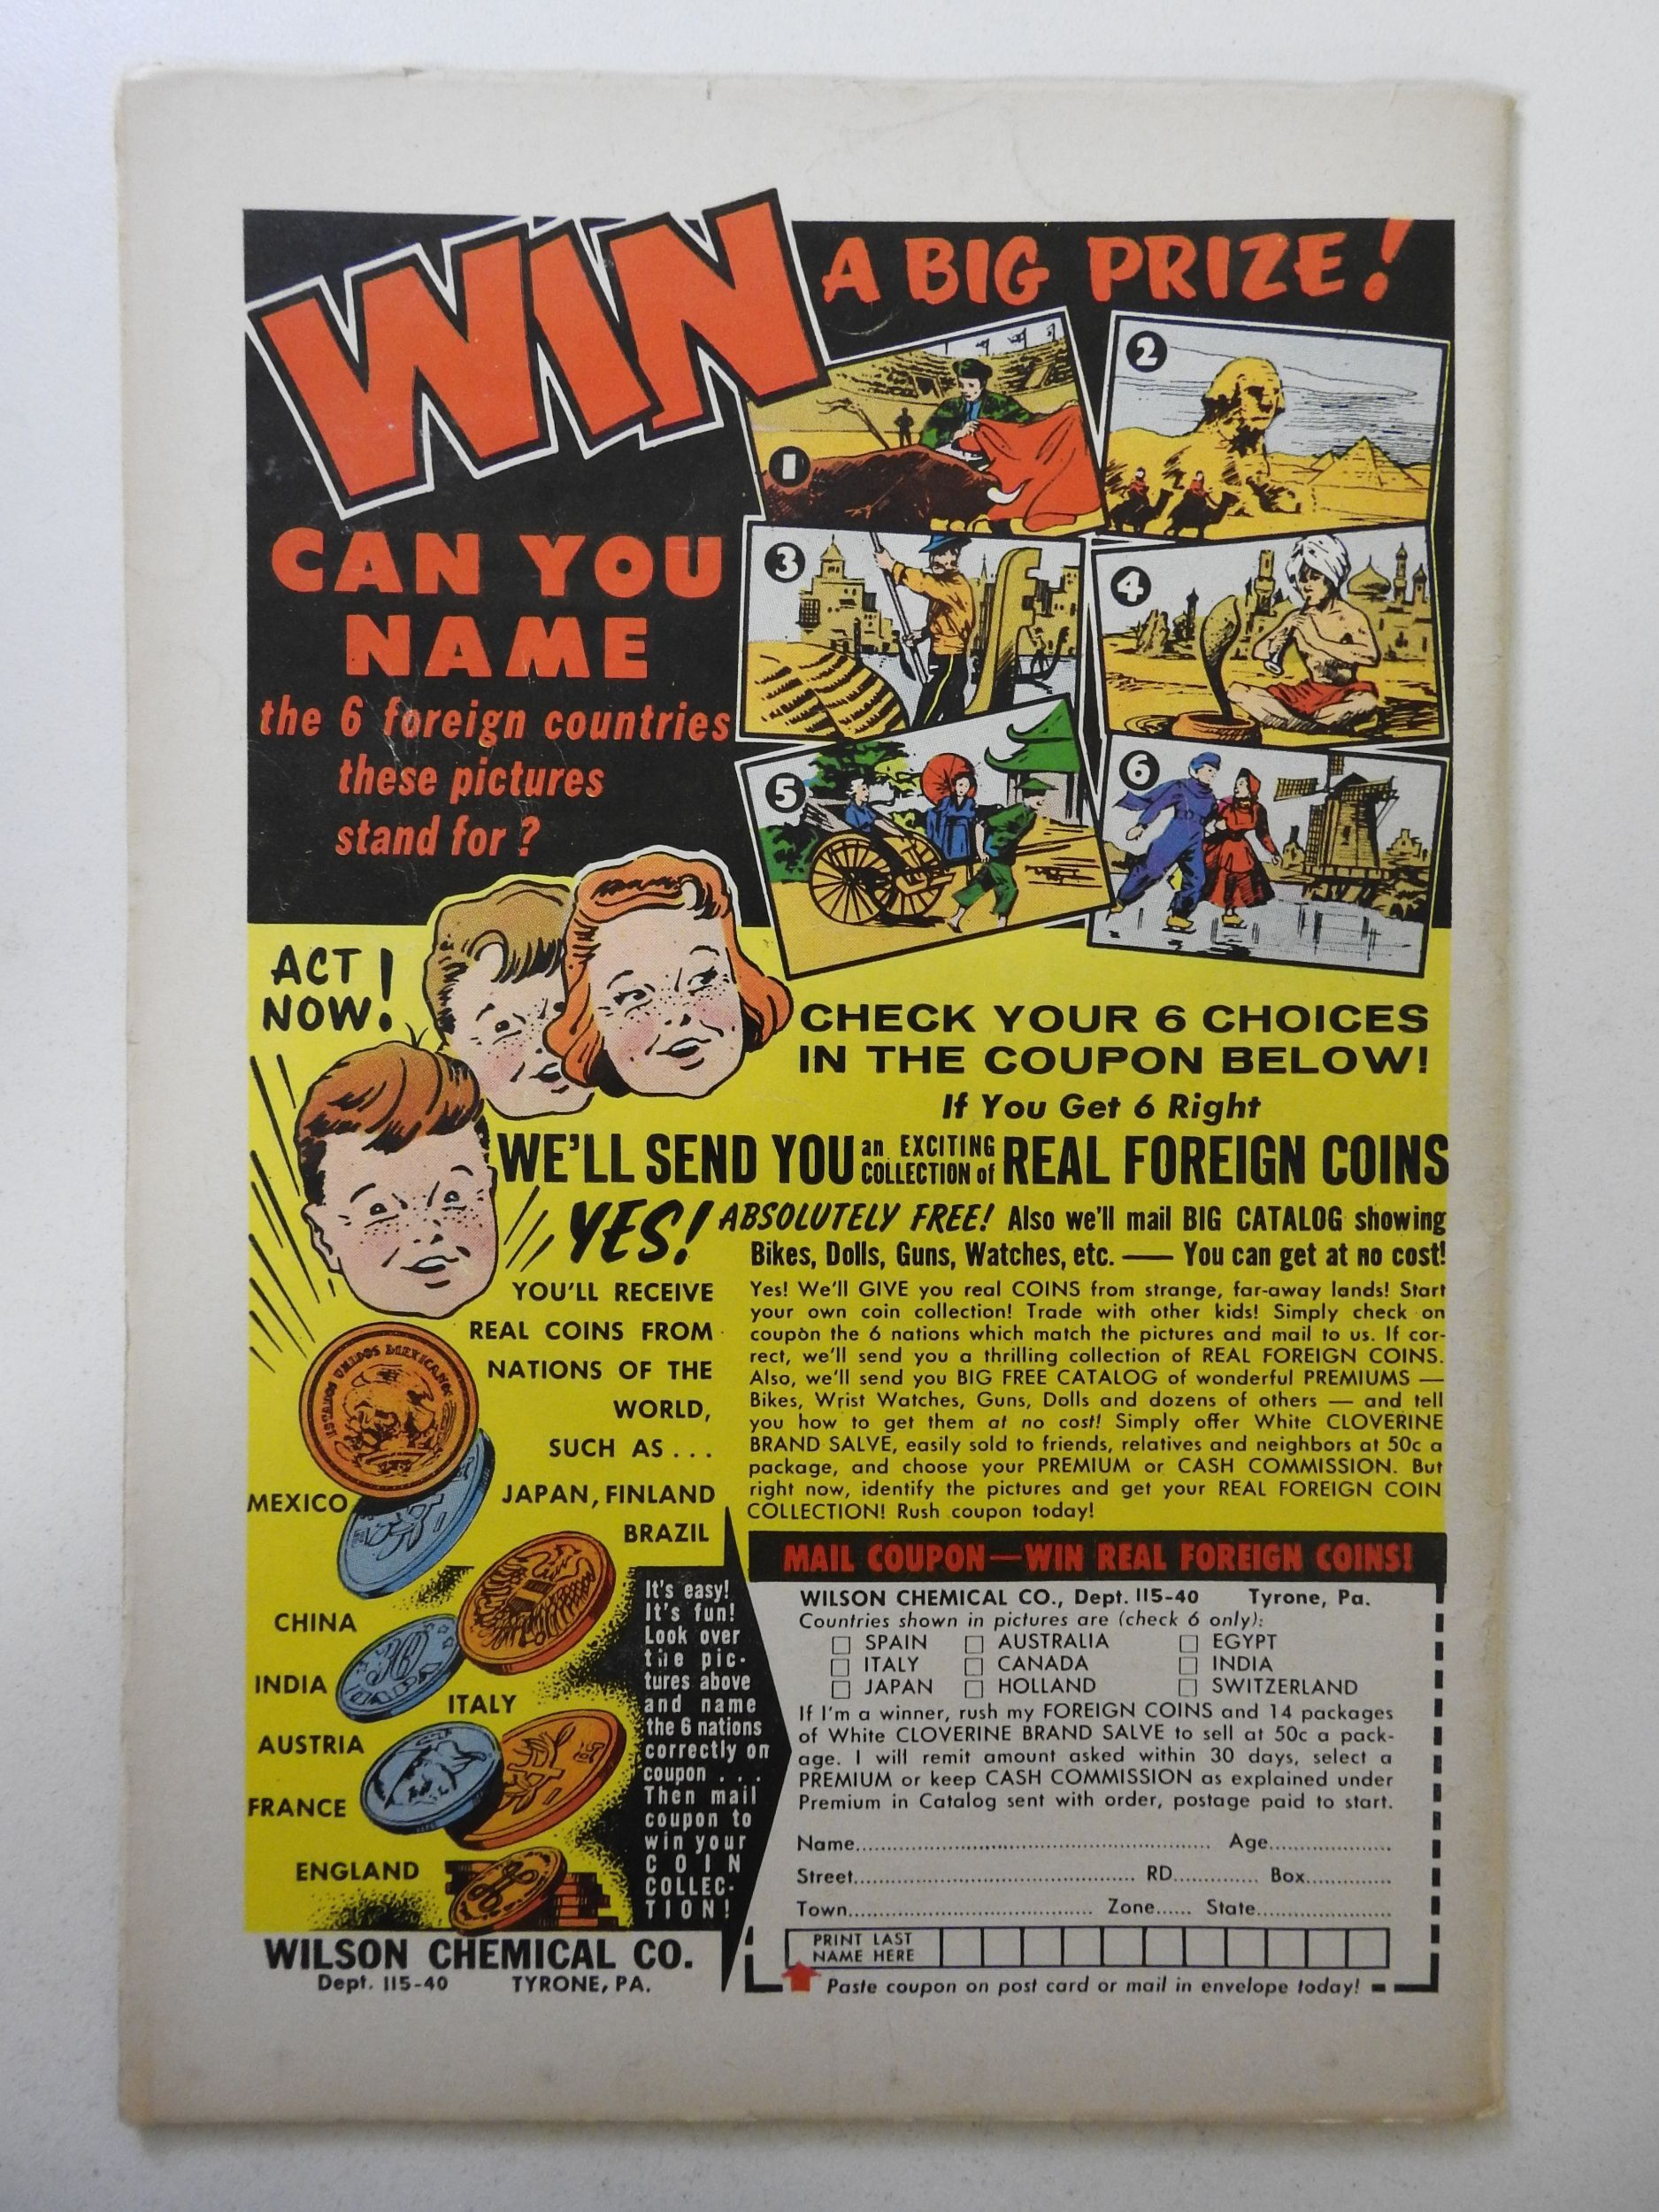 WIN A BIG PRIZE!
1
2
3
4
5
6
CAN YOU
NAME
the 6 foreign countries
these pictures
stand for?
ACT
NOW!
CHECK YOUR 6 CHOICES
IN THE COUPON BELOW!
If You Get 6 Right
WE'LL SEND YOU an EXCITING COLLECTION of REAL FOREIGN COINS
YES! ABSOLUTELY FREE! Also we'll mail BIG CATALOG showing
Bikes, Dolls, Guns, Watches, etc. — You can get at no cost!
YOU'LL RECEIVE
REAL COINS FROM
NATIONS OF THE
WORLD,
SUCH AS...
JAPAN, FINLAND
BRAZIL
ESTADOS UNIDOS MEXICANOS
MEXICO
CHINA
INDIA
10
ITALY
AUSTRIA
FRANCE
ENGLAND
Yes! We'll GIVE you real COINS from strange, far-away lands! Start
your own coin collection! Trade with other kids! Simply check on
coupon the 6 nations which match the pictures and mail to us. If cor-
rect, we'll send you a thrilling collection of REAL FOREIGN COINS.
Also, we'll send you BIG FREE CATALOG of wonderful PREMIUMS —
Bikes, Wrist Watches, Guns, Dolls and dozens of others — and tell
you how to get them at no cost! Simply offer White CLOVERINE
BRAND SALVE, easily sold to friends, relatives and neighbors at 50c a
package, and choose your PREMIUM or CASH COMMISSION. But
right now, identify the pictures and get your REAL FOREIGN COIN
COLLECTION! Rush coupon today!
It's easy!
It's fun!
Look over
the pic-
tures above
and name
the 6 nations
correctly on
coupon . . .
Then mail
coupon to
win your
COIN
COLLEC-
TION!
WILSON CHEMICAL CO.
Dept. 115-40 TYRONE, PA.
MAIL COUPON—WIN REAL FOREIGN COINS!
WILSON CHEMICAL CO., Dept. 115-40 Tyrone, Pa.
Countries shown in pictures are (check 6 only):
☐ SPAIN ☐ AUSTRALIA ☐ EGYPT
☐ ITALY ☐ CANADA ☐ INDIA
☐ JAPAN ☐ HOLLAND ☐ SWITZERLAND
If I'm a winner, rush my FOREIGN COINS and 14 packages
of White CLOVERINE BRAND SALVE to sell at 50c a pack-
age. I will remit amount asked within 30 days, select a
PREMIUM or keep CASH COMMISSION as explained under
Premium in Catalog sent with order, postage paid to start.
Name........ Age........
Street........ RD........ Box........
Town........ Zone...... State........
PRINT LAST
NAME HERE
Paste coupon on post card or mail in envelope today!